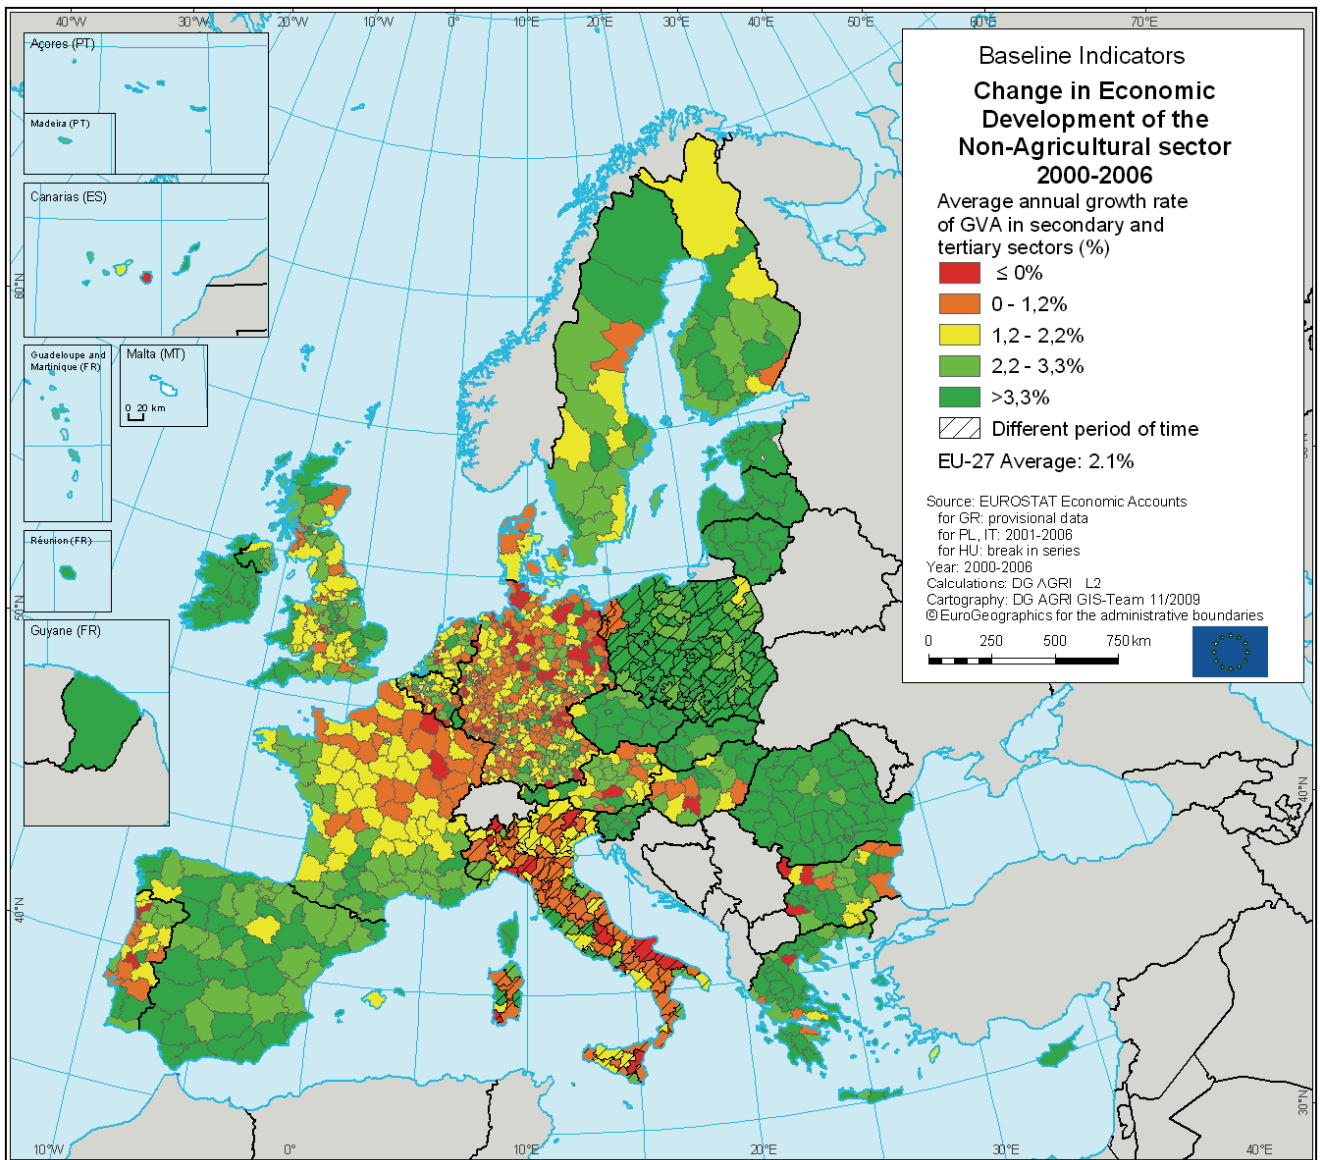 40°W
30°W
20°W
10°W
0°
10°E
20°E
30°E
40°E
50°E
60°E
70°E
Açores (PT)
Madeira (PT)
Canarias (ES)
Guadeloupe and
Martinique (FR)
Malta (MT)
0 20 km
Réunion (FR)
Guyane (FR)
60°N
50°N
40°N
Baseline Indicators
Change in Economic
Development of the
Non-Agricultural sector
2000-2006
Average annual growth rate
of GVA in secondary and
tertiary sectors (%)
≤ 0%
0 - 1,2%
1,2 - 2,2%
2,2 - 3,3%
>3,3%
Different period of time
EU-27 Average: 2.1%
Source: EUROSTAT Economic Accounts
for GR: provisional data
for PL, IT: 2001-2006
for HU: break in series
Year: 2000-2006
Calculations: DG AGRI L2
Cartography: DG AGRI GIS-Team 11/2009
© EuroGeographics for the administrative boundaries
0 250 500 750 km
40°N
30°N
10°W
0°
10°E
20°E
30°E
40°E